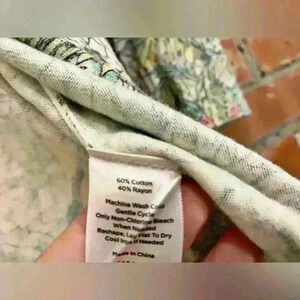 60% Cotton
40% Rayon
Machine Wash Cold
Gentle Cycle
Only Non-Chlorine Bleach
When Needed
Reshape, Lay Flat To Dry
Cool Iron If Needed
Made In China